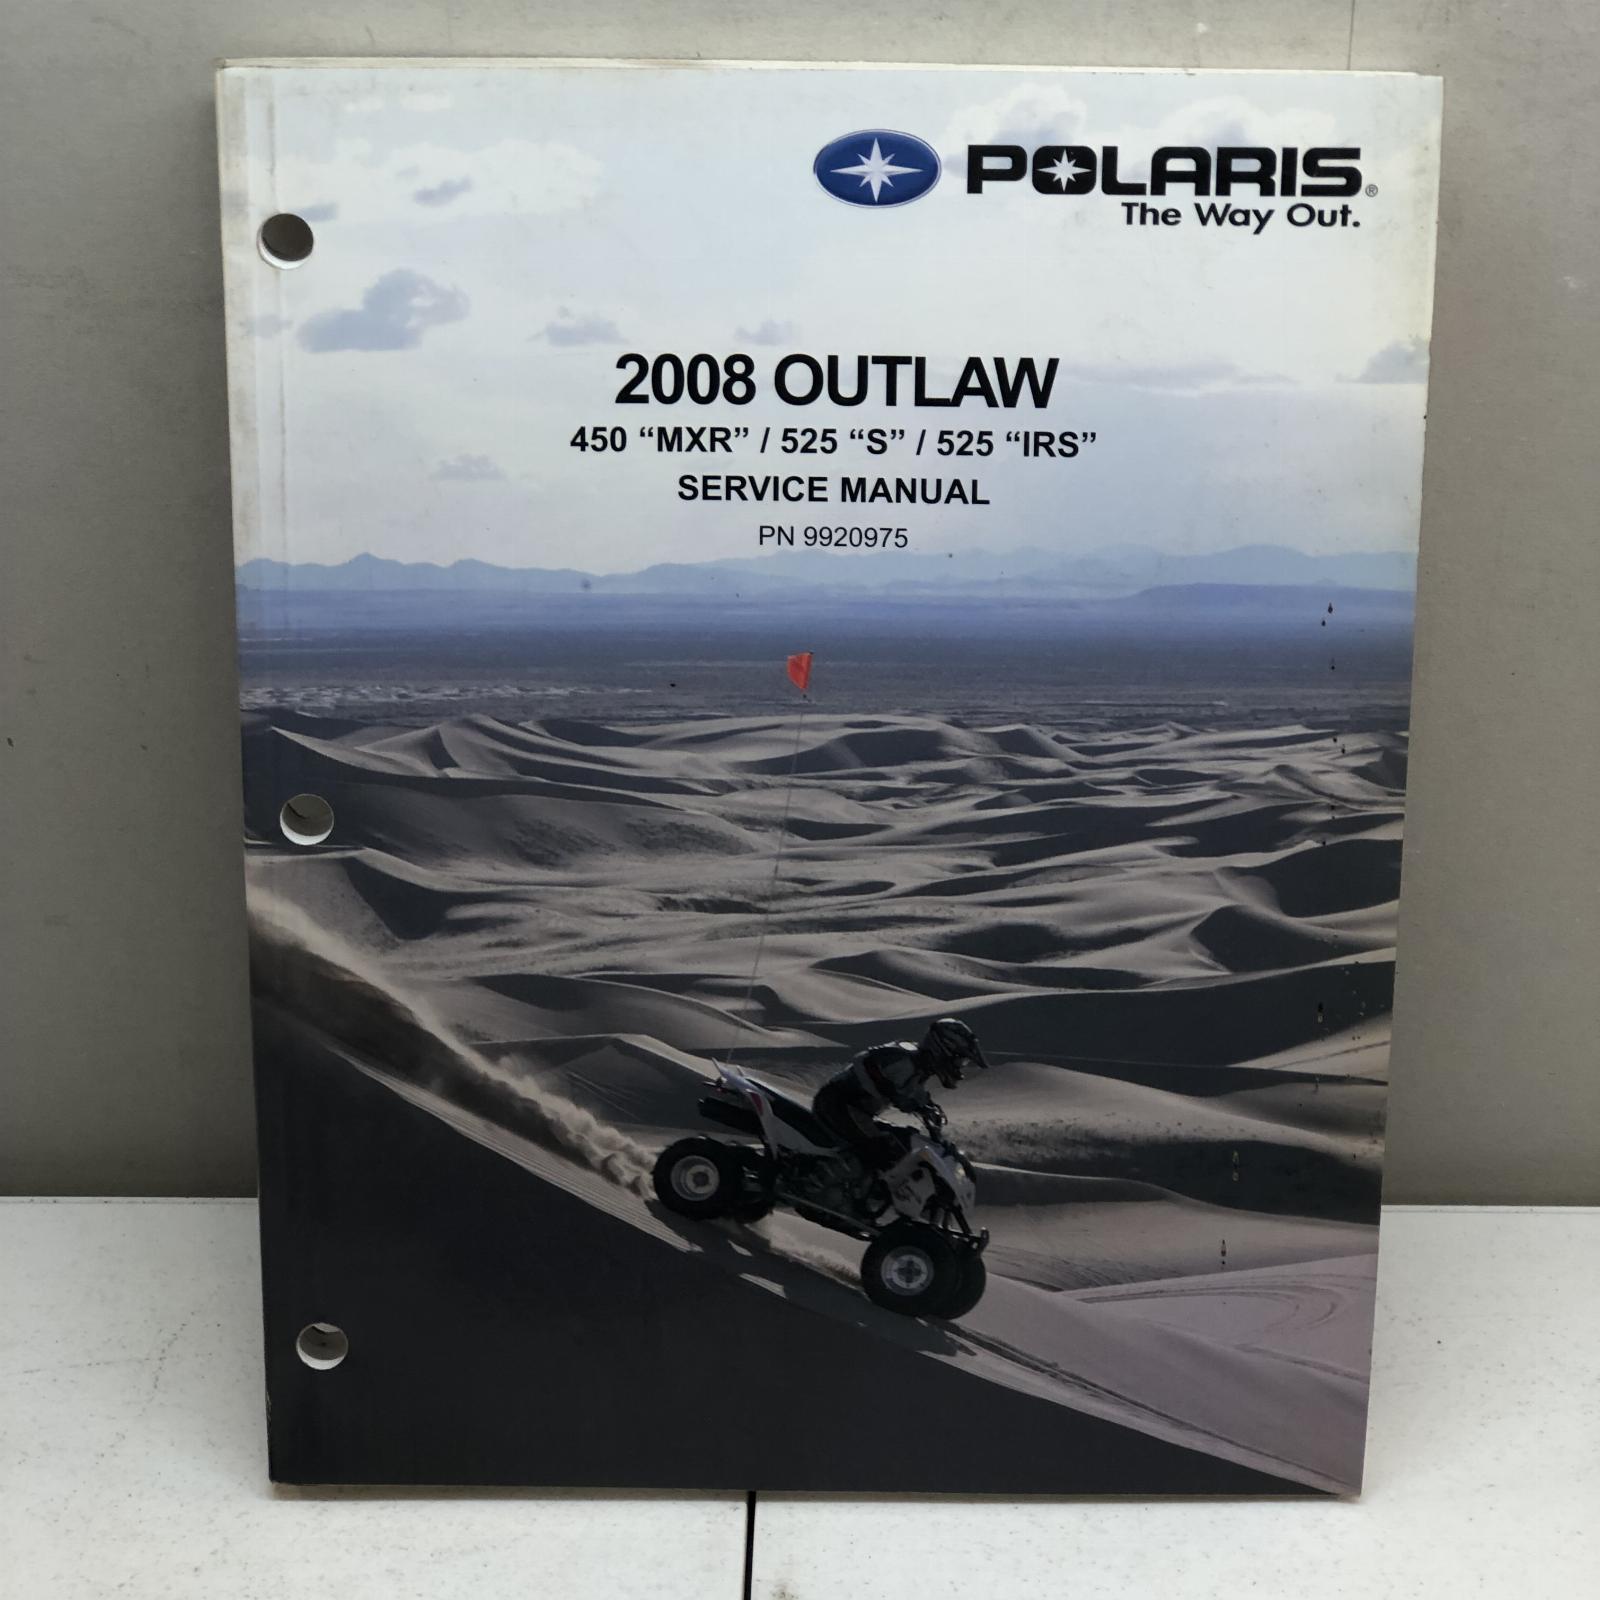 POLARIS®
The Way Out.
2008 OUTLAW
450 “MXR” / 525 “S” / 525 “IRS”
SERVICE MANUAL
PN 9920975